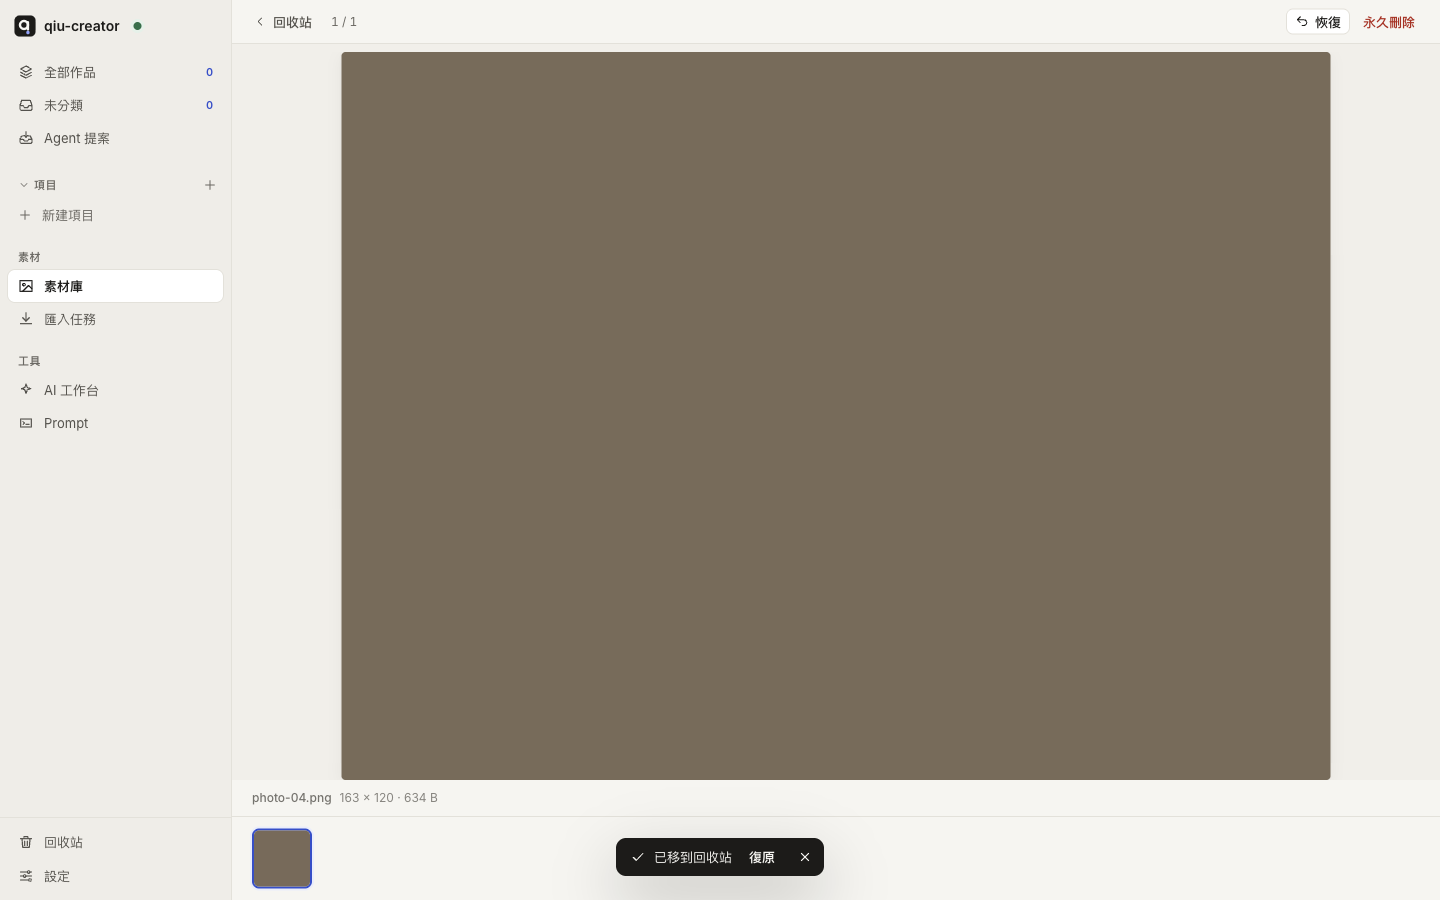 qiu-creator
全部作品 0
未分類 0
Agent 提案
項目
新建項目
素材
素材庫
匯入任務
工具
AI 工作台
Prompt
回收站
設定
回收站 1 / 1
恢復 永久刪除
photo-04.png 163 × 120 · 634 B
已移到回收站 復原